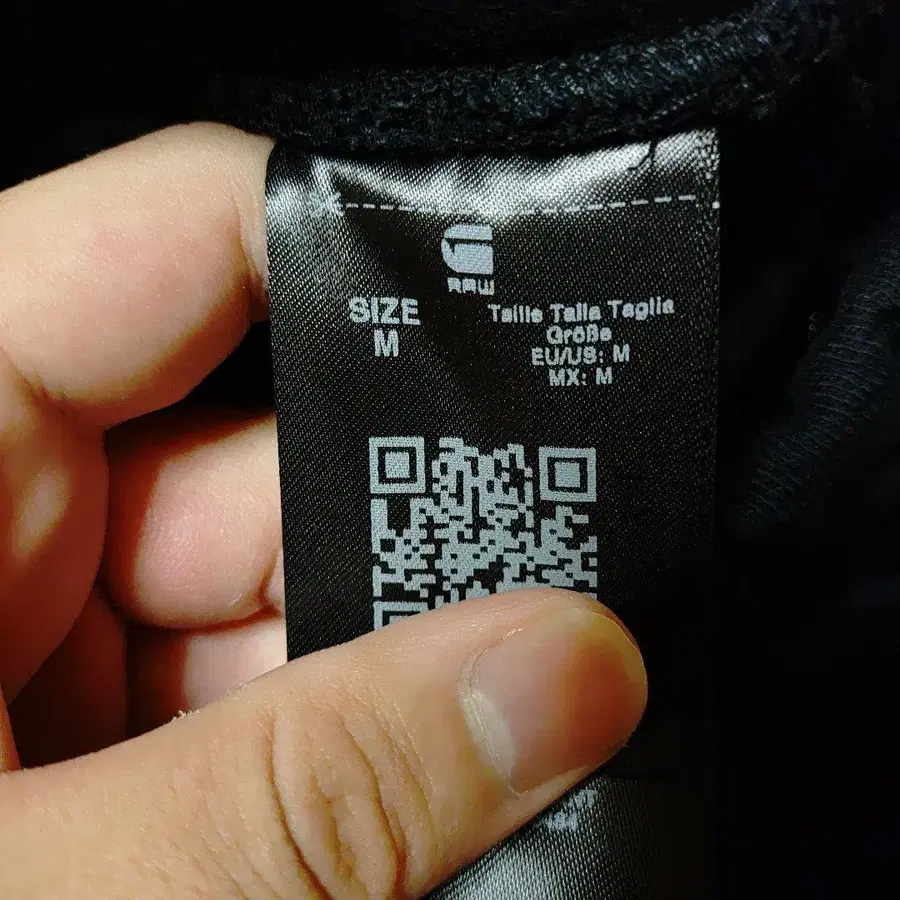 RAW
SIZE
M
Taille Talla Taglia
Größe
EU/US: M
MX: M